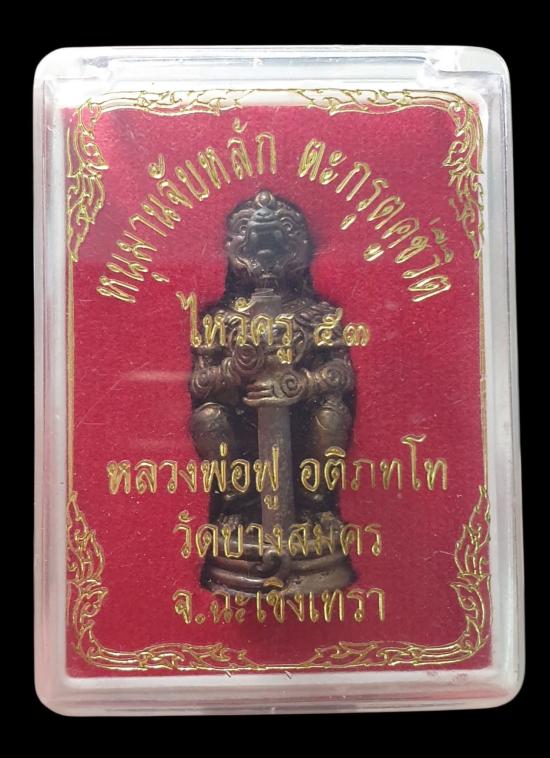 หนุมานจับหลัก ตะกรุดคู่ชีวิต
ไหว้ครู ๕๓
หลวงพ่อฟู อติภทฺโท
วัดบางสมคร
จ.ฉะเชิงเทรา